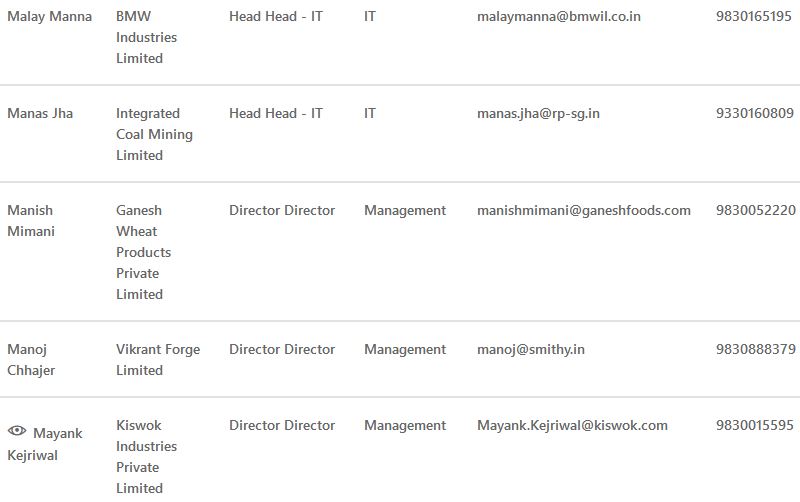 Malay Manna BMW Head Head - IT IT malaymanna@bmwil.co.in 9830165195
Industries
Limited
Manas Jha Integrated Head Head - IT IT manas.jha@rp-sg.in 9330160809
Coal Mining
Limited
Manish Ganesh Director Director Management manishmimani@ganeshfoods.com 9830052220
Mimani Wheat
Products
Private
Limited
Manoj Vikrant Forge Director Director Management manoj@smithy.in 9830888379
Chhajer Limited
Mayank Kiswok Director Director Management Mayank.Kejriwal@kiswok.com 9830015595
Kejriwal Industries
Private
Limited